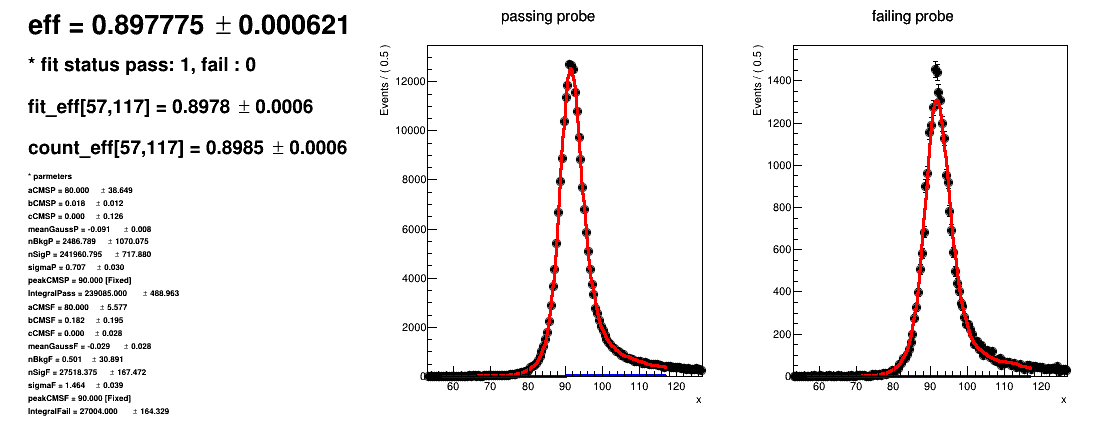 eff = 0.897775 ± 0.000621
* fit status pass: 1, fail : 0
fit_eff[57,117] = 0.8978 ± 0.0006
count_eff[57,117] = 0.8985 ± 0.0006
* parmeters
aCMSP = 80.000 ± 38.649
bCMSP = 0.018 ± 0.012
cCMSP = 0.000 ± 0.126
meanGaussP = -0.091 ± 0.008
nBkgP = 2486.789 ± 1070.075
nSigP = 241960.795 ± 717.880
sigmaP = 0.707 ± 0.030
peakCMSP = 90.000 [Fixed]
IntegralPass = 239085.000 ± 488.963
aCMSF = 80.000 ± 5.577
bCMSF = 0.182 ± 0.195
cCMSF = 0.000 ± 0.028
meanGaussF = -0.029 ± 0.028
nBkgF = 0.501 ± 30.891
nSigF = 27518.375 ± 167.472
sigmaF = 1.464 ± 0.039
peakCMSF = 90.000 [Fixed]
IntegralFail = 27004.000 ± 164.329
passing probe
Events / ( 0.5 )
12000
10000
8000
6000
4000
2000
0
60 70 80 90 100 110 120
x
failing probe
Events / ( 0.5 )
1400
1200
1000
800
600
400
200
0
60 70 80 90 100 110 120
x